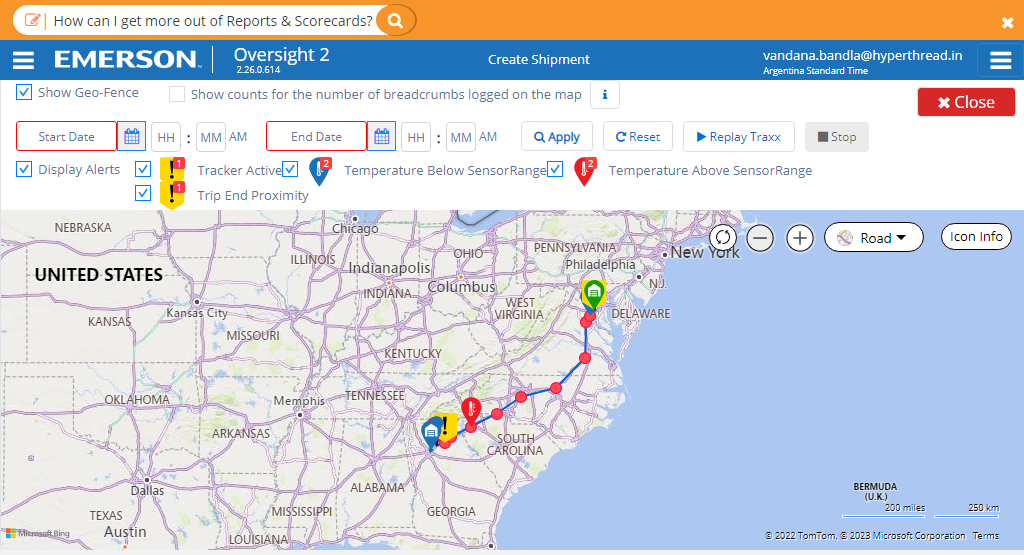 How can I get more out of Reports & Scorecards?
EMERSON
Oversight 2
2.26.0.614
Create Shipment
vandana.bandla@hyperthread.in
Argentina Standard Time
Show Geo-Fence
Show counts for the number of breadcrumbs logged on the map
i
Close
Start Date
HH
:
MM
AM
End Date
HH
:
MM
AM
Apply
Reset
Replay Traxx
Stop
Display Alerts
1
Tracker Active
2
Temperature Below SensorRange
2
Temperature Above SensorRange
1
Trip End Proximity
NEBRASKA
Chicago
OHIO
PENNSYLVANIA
New York
Road
Icon Info
ILLINOIS
Indianapolis
Philadelphia
UNITED STATES
INDIANA
Columbus
N.J.
WEST
VIRGINIA
DELAWARE
Kansas City
KANSAS
MISSOURI
KENTUCKY
OKLAHOMA
Memphis
TENNESSEE
ARKANSAS
SOUTH
CAROLINA
Dallas
ALABAMA
BERMUDA
(U.K.)
TEXAS
MISSISSIPPI
GEORGIA
200 miles
250 km
Microsoft Bing
Austin
LOUISIANA
© 2022 TomTom, © 2023 Microsoft Corporation
Terms